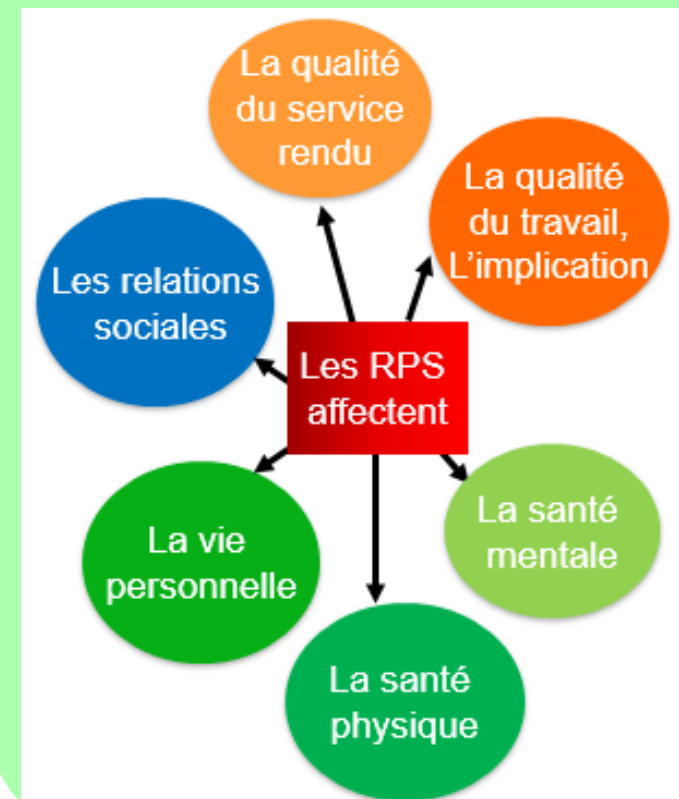 La qualité
du service
rendu
La qualité
du travail,
L'implication
Les relations
sociales
Les RPS
affectent
La santé
mentale
La vie
personnelle
La santé
physique